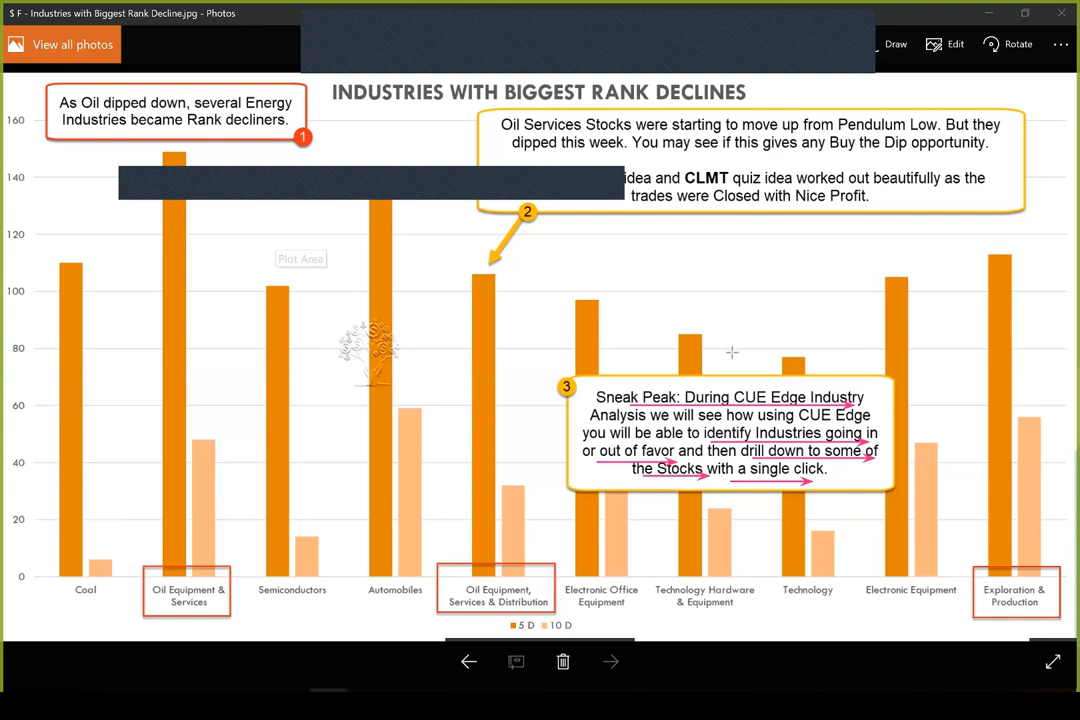 $ F - Industries with Biggest Rank Decline.jpg - Photos
View all photos
Draw
Edit
Rotate
INDUSTRIES WITH BIGGEST RANK DECLINES
As Oil dipped down, several Energy
Industries became Rank decliners.
1
Oil Services Stocks were starting to move up from Pendulum Low. But they
dipped this week. You may see if this gives any Buy the Dip opportunity.
idea and CLMT quiz idea worked out beautifully as the
trades were Closed with Nice Profit.
2
Plot Area
3
Sneak Peak: During CUE Edge Industry
Analysis we will see how using CUE Edge
you will be able to identify Industries going in
or out of favor and then drill down to some of
the Stocks with a single click.
160
140
120
100
80
60
40
20
0
Coal
Oil Equipment &
Services
Semiconductors
Automobiles
Oil Equipment,
Services & Distribution
Electronic Office
Equipment
Technology Hardware
& Equipment
Technology
Electronic Equipment
Exploration &
Production
5 D
10 D